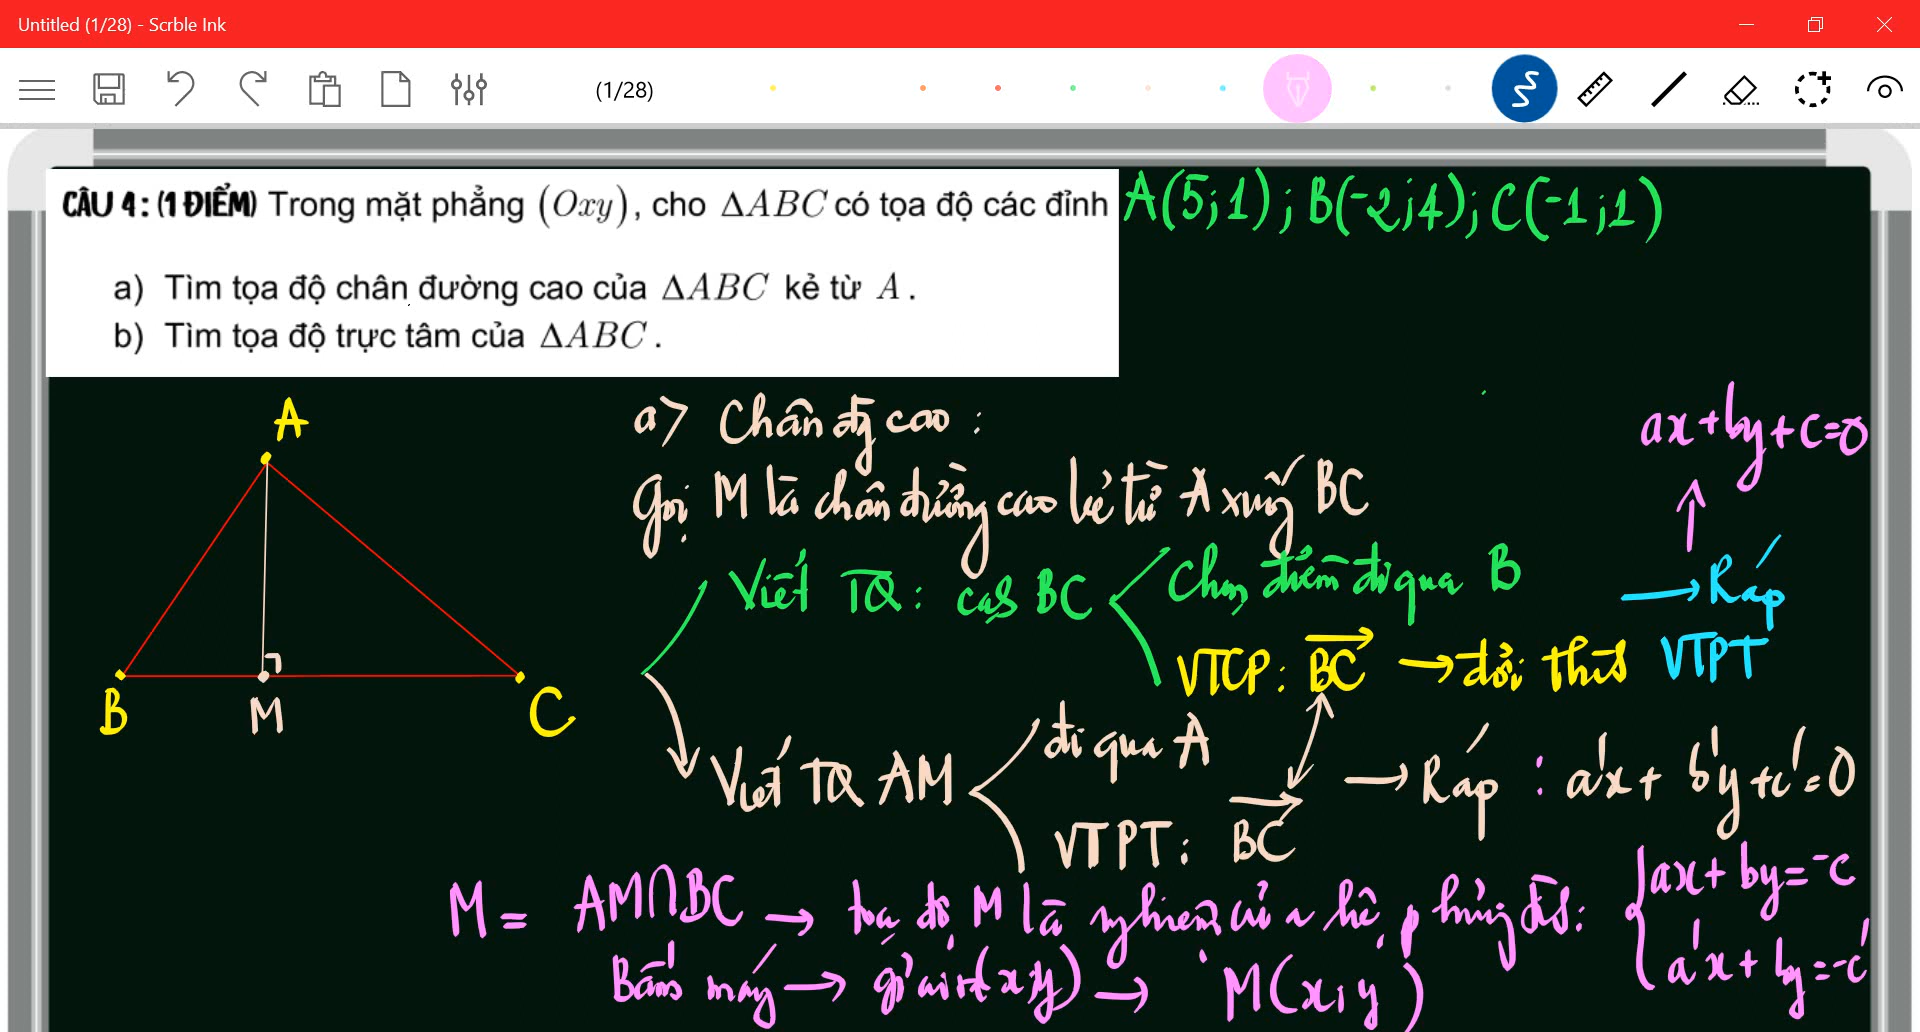 Untitled (1/28) - Scrble Ink
(1/28)
CÂU 4: (1 ĐIỂM) Trong mặt phẳng (Oxy), cho ΔABC có tọa độ các đỉnh A(5;1); B(-2;4); C(-1;1)
a) Tìm tọa độ chân đường cao của ΔABC kẻ từ A.
b) Tìm tọa độ trực tâm của ΔABC.
A
B
M
C
a> Chân đg cao:
ax+by+c=0
Gọi M là chân đường cao kẻ từ A xuống BC
Viết TQ: cạnh BC
Chọn điểm đi qua B
→ Ráp
VTCP: BC → đổi thứ VTPT
Viết TQ AM
đi qua A
VTPT: BC
→ Ráp : a'x + b'y + c' = 0
M = AM∩BC → tọa độ M là nghiệm của hệ phương trình: ax + by = -c
a'x + by = -c'
Bấm máy → giải (x,y) → M(x,y)